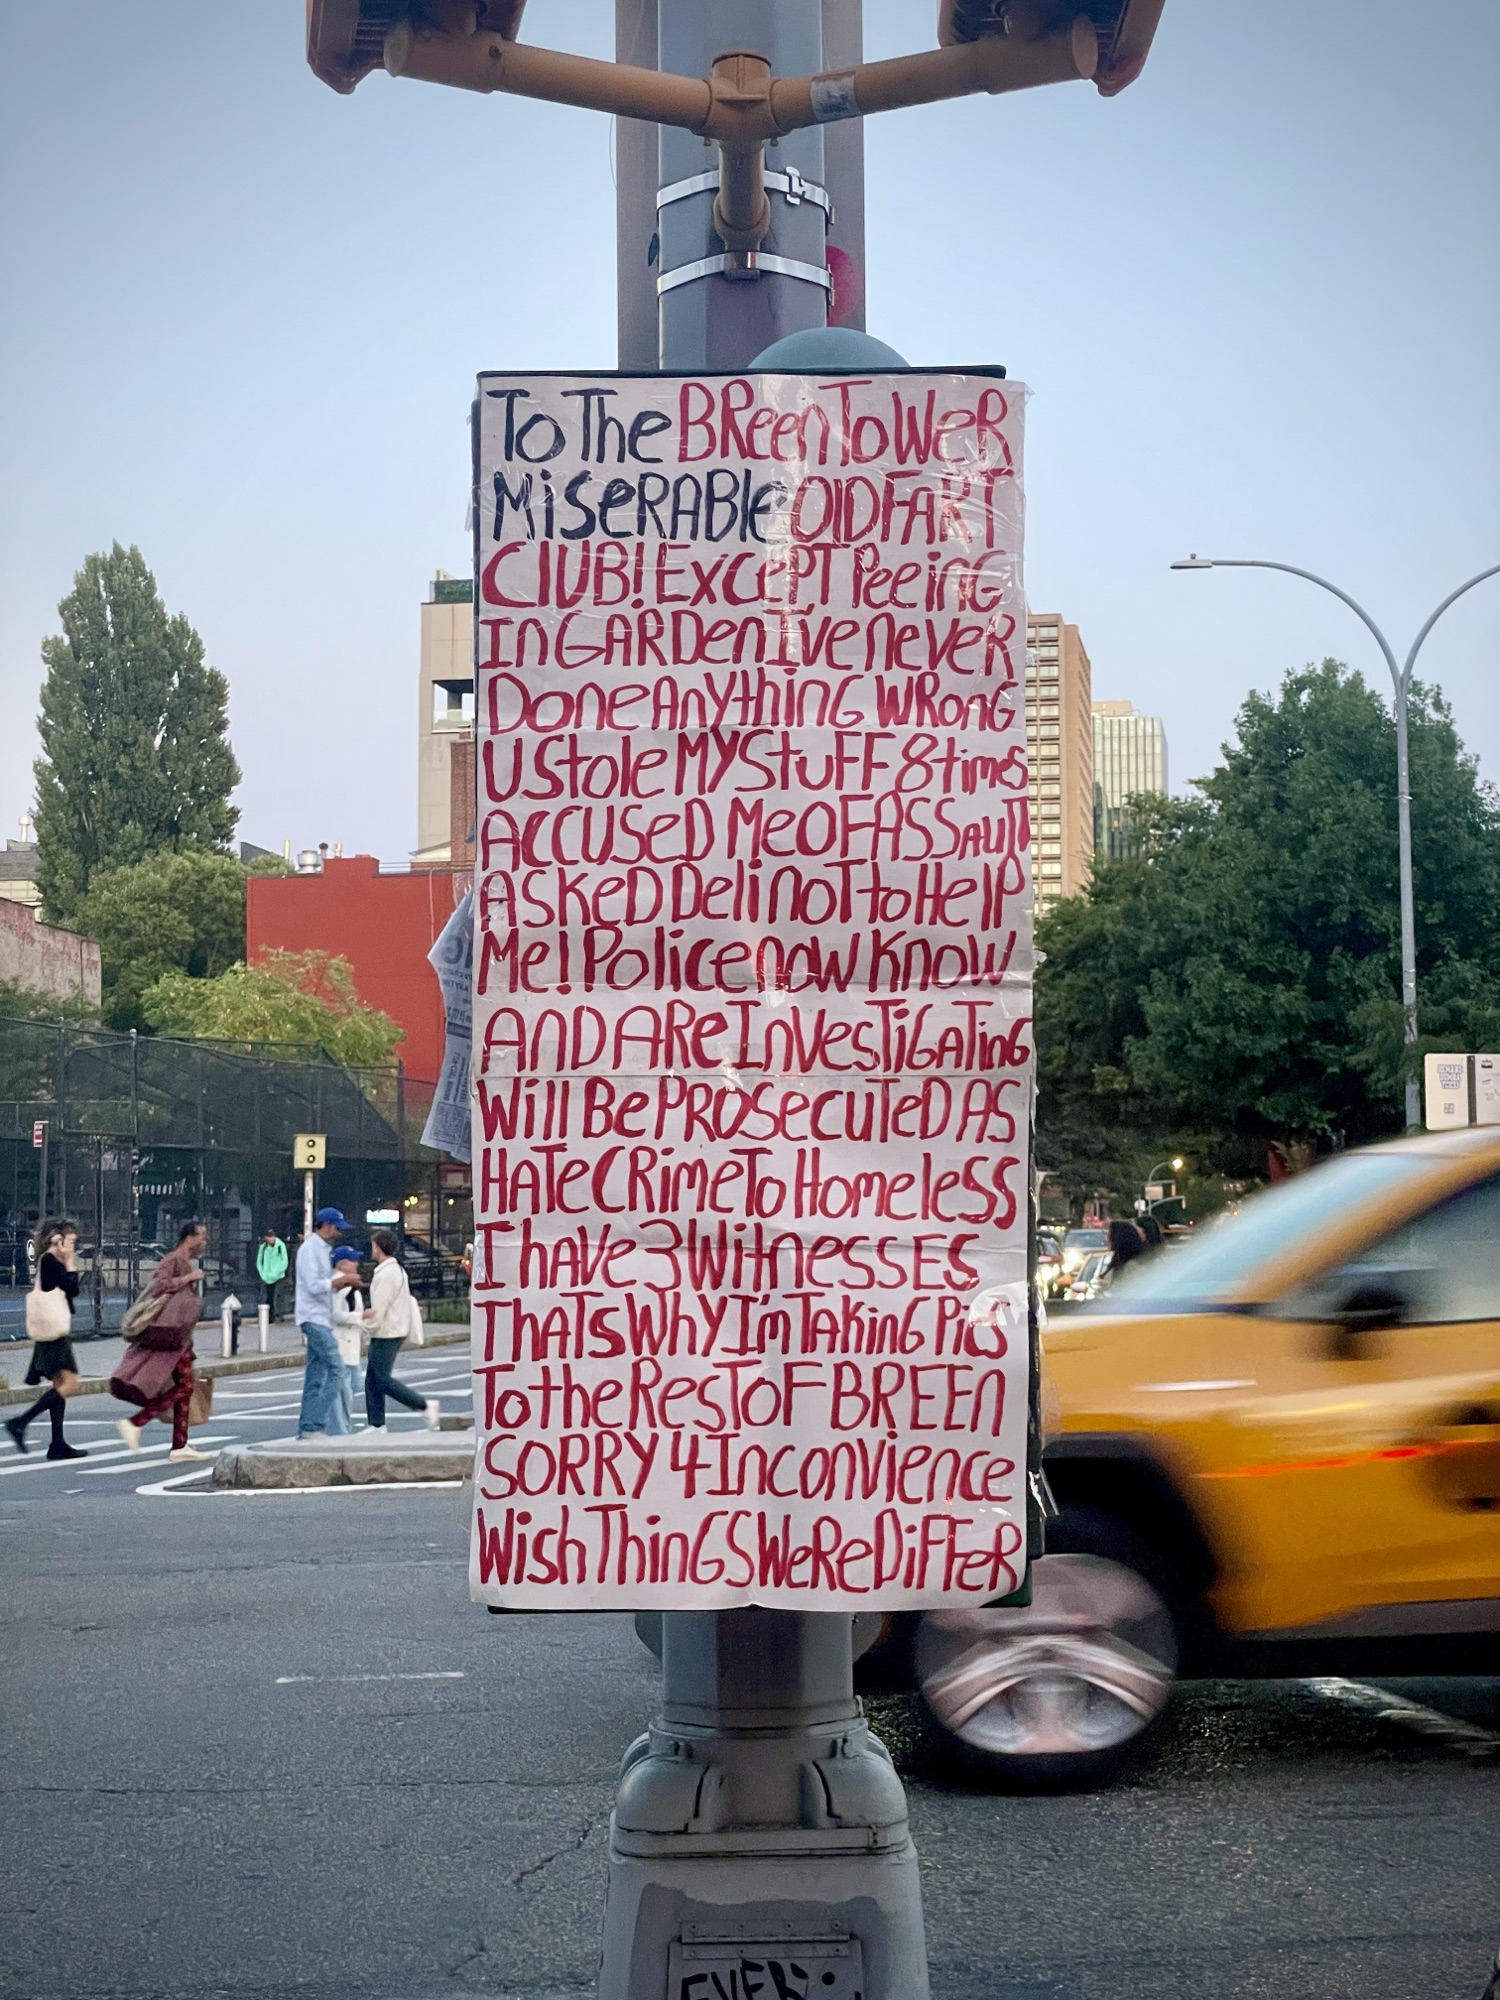 To The BReen ToWeR
MiSeRABle OlD FART
ClUB! ExCePT Peeing
In GARDen I've neveR
Done Anything WRonG
U Stole MY StuFF 8 times
ACCUSeD Me OF ASSAulT
ASKeD Deli noT to HelP
Me! Police now Know
AND ARe InVesTiGATinG
Will Be PROSecuTeD AS
HATe CRime To Homeless
I hAVe 3 WitnessES
ThATs Why I'm TAKinG PiCS
To the ResT oF BREEn
SORRY 4 Inconvience
Wish ThinGS WeRe DiFFeR